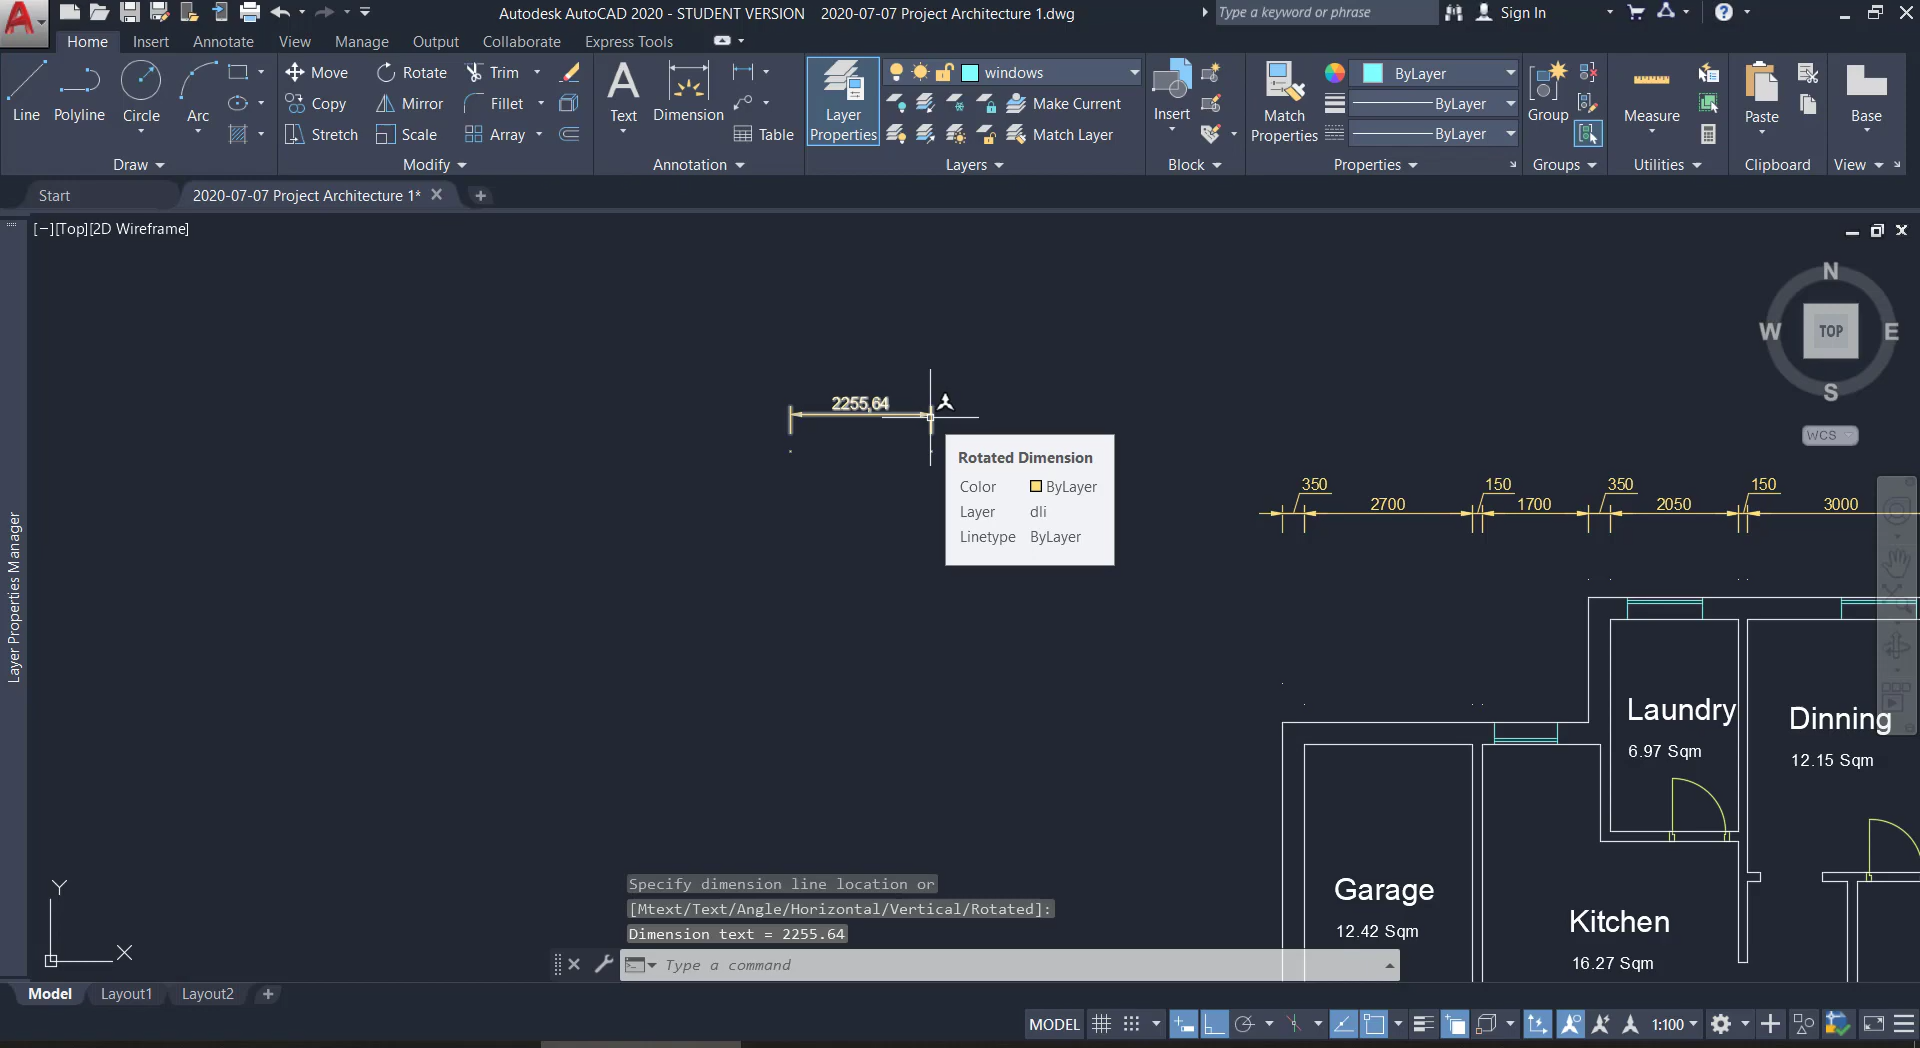 Autodesk AutoCAD 2020 - STUDENT VERSION 2020-07-07 Project Architecture 1.dwg
Type a keyword or phrase
Sign In
Home Insert Annotate View Manage Output Collaborate Express Tools
Line Polyline Circle Arc
Move Rotate Trim
Copy Mirror Fillet
Stretch Scale Array
Text Dimension Table
Layer Properties
windows
Make Current
Match Layer
Insert
Match Properties
ByLayer
ByLayer
ByLayer
Group Measure Paste Base
Draw Modify Annotation Layers Block Properties Groups Utilities Clipboard View
Start 2020-07-07 Project Architecture 1*
[−][Top][2D Wireframe]
N
W TOP E
S
WCS
2255,64
Rotated Dimension
Color ByLayer
Layer dli
Linetype ByLayer
350 150 350 150
2700 1700 2050 3000
Layer Properties Manager
Laundry
6.97 Sqm
Dinning
12.15 Sqm
Garage
12.42 Sqm
Kitchen
16.27 Sqm
Y
X
Specify dimension line location or
[Mtext/Text/Angle/Horizontal/Vertical/Rotated]:
Dimension text = 2255.64
Type a command
Model Layout1 Layout2
MODEL 1:100